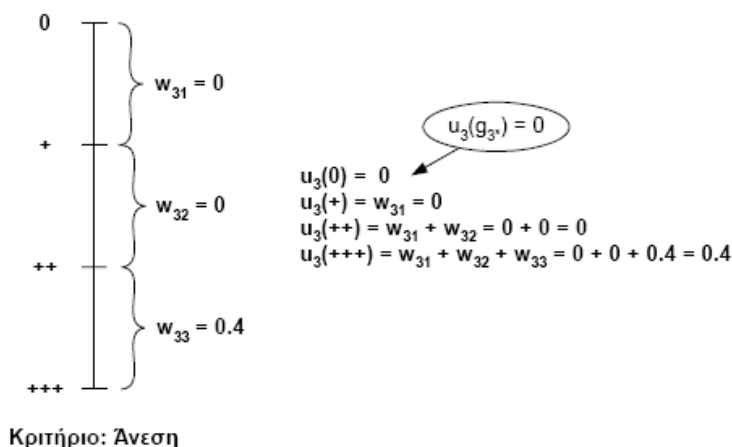 0
w₃₁ = 0
+
w₃₂ = 0
++
w₃₃ = 0.4
+++
u₃(g₃*) = 0
u₃(0) = 0
u₃(+) = w₃₁ = 0
u₃(++) = w₃₁ + w₃₂ = 0 + 0 = 0
u₃(+++) = w₃₁ + w₃₂ + w₃₃ = 0 + 0 + 0.4 = 0.4
Κριτήριο: Άνεση